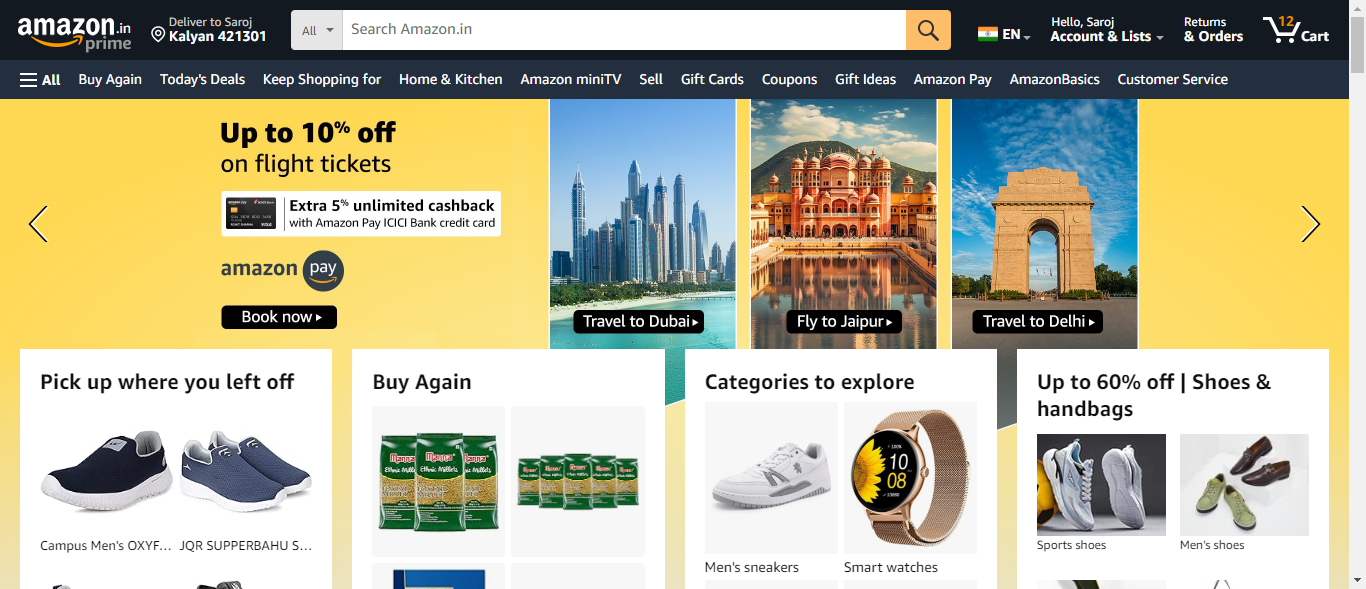 amazon.in
prime
Deliver to Saroj
Kalyan 421301
All
Search Amazon.in
EN
Hello, Saroj
Account & Lists
Returns
& Orders
12
Cart
All Buy Again Today's Deals Keep Shopping for Home & Kitchen Amazon miniTV Sell Gift Cards Coupons Gift Ideas Amazon Pay AmazonBasics Customer Service
Up to 10% off
on flight tickets
Extra 5% unlimited cashback
with Amazon Pay ICICI Bank credit card
amazon pay
Book now
Travel to Dubai
Fly to Jaipur
Travel to Delhi
Pick up where you left off
Campus Men's OXYF...
JQR SUPPERBAHU S...
Buy Again
Manna
Ethnic Millets
Categories to explore
10
08
Men's sneakers
Smart watches
Up to 60% off | Shoes &
handbags
Sports shoes
Men's shoes